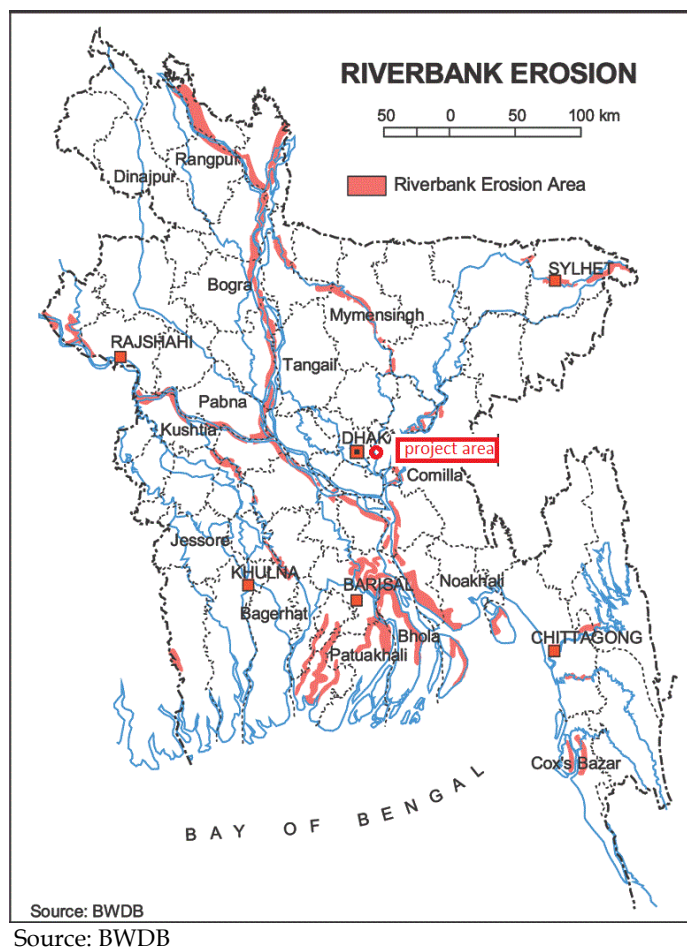 RIVERBANK EROSION
50 0 50 100 km
Riverbank Erosion Area
Rangpur
Dinajpur
SYLHET
Bogra
Mymensingh
RAJSHAHI
Tangail
Pabna
Kushtia
DHAK
project area
Comilla
Jessore
KHULNA
BARISAL
Noakhali
Bagerhat
Bhola
CHITTAGONG
Patuakhali
Cox's Bazar
BAY OF BENGAL
Source: BWDB
Source: BWDB